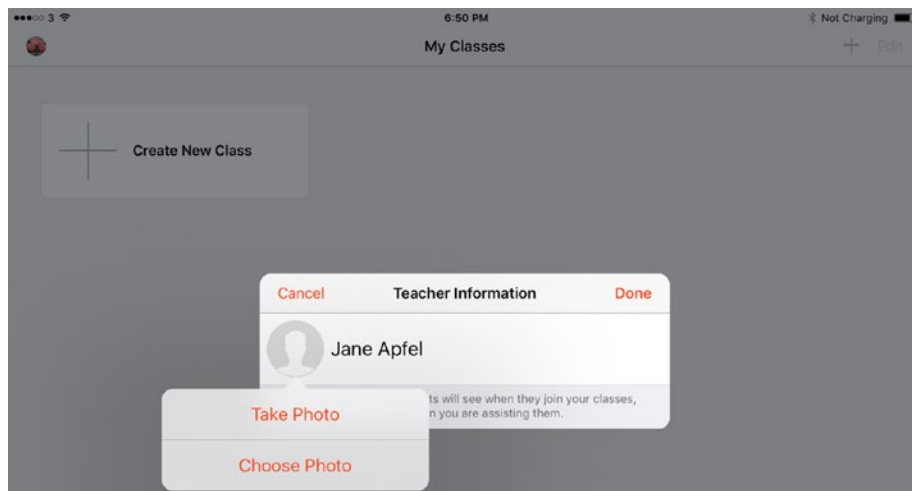 3 6:50 PM Not Charging
My Classes Edit
Create New Class
Cancel Teacher Information Done
Jane Apfel
ts will see when they join your classes,
n you are assisting them.
Take Photo
Choose Photo